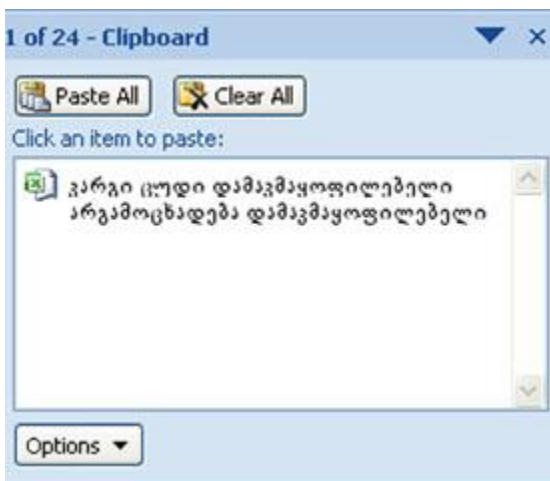 1 of 24 - Clipboard
Paste All Clear All
Click an item to paste:
კარგი ცუდი დამაკმაყოფილებელი
არგამოცხადება დამაკმაყოფილებელი
Options